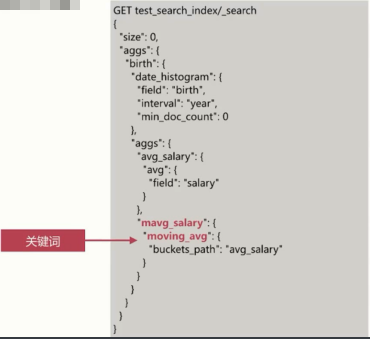 GET test_search_index/_search
{
"size": 0,
"aggs": {
"birth": {
"date_histogram": {
"field": "birth",
"interval": "year",
"min_doc_count": 0
},
"aggs": {
"avg_salary": {
"avg": {
"field": "salary"
}
},
"mavg_salary": {
关键词
"moving_avg": {
"buckets_path": "avg_salary"
}
}
}
}
}
}